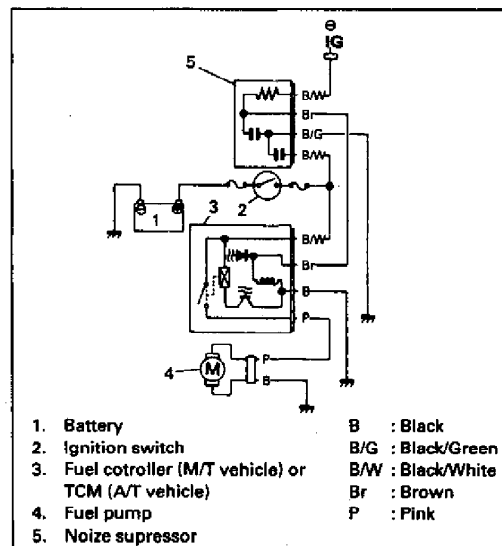 ⊖
IG
5
B/W
Br
B/G
B/W
2
1
3
B/W
Br
B
P
4
M
P
B
1. Battery
2. Ignition switch
3. Fuel cotroller (M/T vehicle) or
TCM (A/T vehicle)
4. Fuel pump
5. Noize supressor
B : Black
B/G : Black/Green
B/W : Black/White
Br : Brown
P : Pink